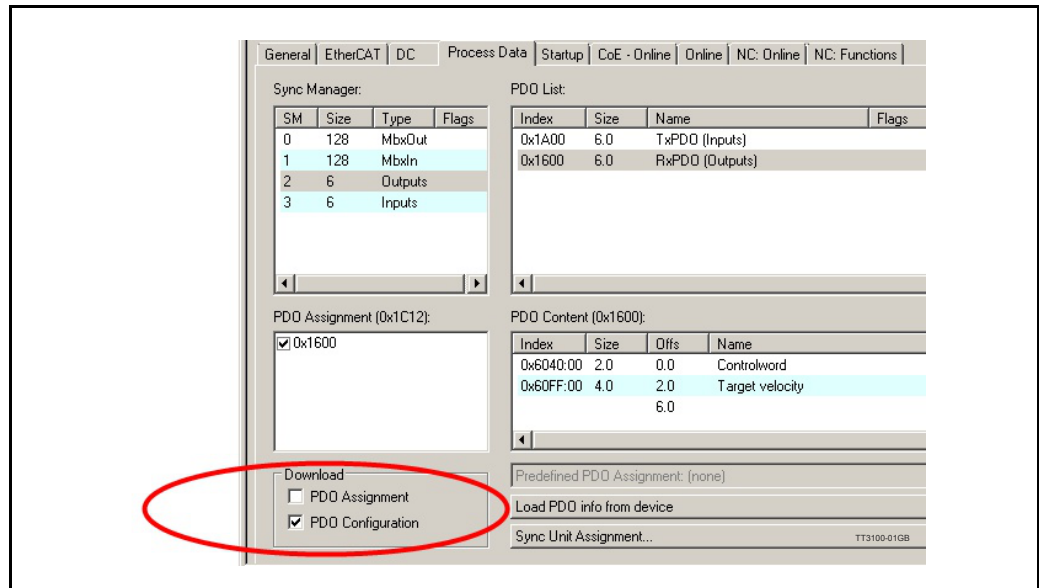 General EtherCAT DC Process Data Startup CoE - Online Online NC: Online NC: Functions
Sync Manager:
SM Size Type Flags
0 128 MbxOut
1 128 MbxIn
2 6 Outputs
3 6 Inputs
PDO List:
Index Size Name Flags
0x1A00 6.0 TxPDO (Inputs)
0x1600 6.0 RxPDO (Outputs)
PDO Assignment (0x1C12):
0x1600
PDO Content (0x1600):
Index Size Offs Name
0x6040:00 2.0 0.0 Controlword
0x60FF:00 4.0 2.0 Target velocity
6.0
Download
PDO Assignment
PDO Configuration
Predefined PDO Assignment: (none)
Load PDO info from device
Sync Unit Assignment...
TT3100-01GB